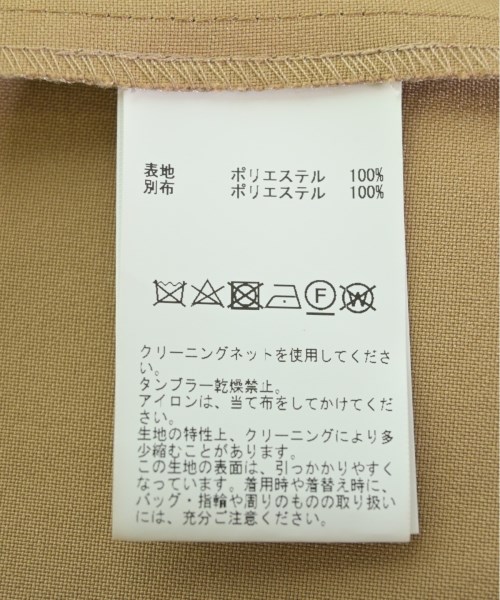 表地 ポリエステル 100%
別布 ポリエステル 100%
F W
クリーニングネットを使用してくださ
い。
タンブラー乾燥禁止。
アイロンは、当て布をしてかけてくだ
さい。
生地の特性上、クリーニングにより多
少縮むことがあります。
この生地の表面は、引っかかりやすく
なっています。着用時や着替え時に、
バッグ・指輪や周りのものの取り扱い
には、充分ご注意ください。